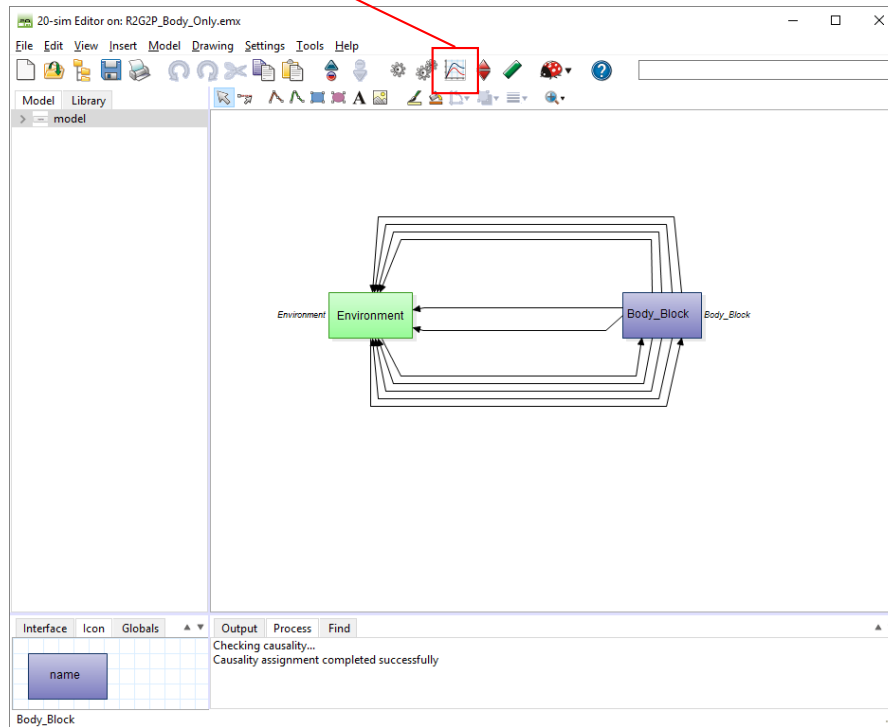 20-sim Editor on: R2G2P_Body_Only.emx
File Edit View Insert Model Drawing Settings Tools Help
Model Library
A
model
Environment Environment Body_Block Body_Block
Interface Icon Globals Output Process Find
Checking causality...
Causality assignment completed successfully
name
Body_Block